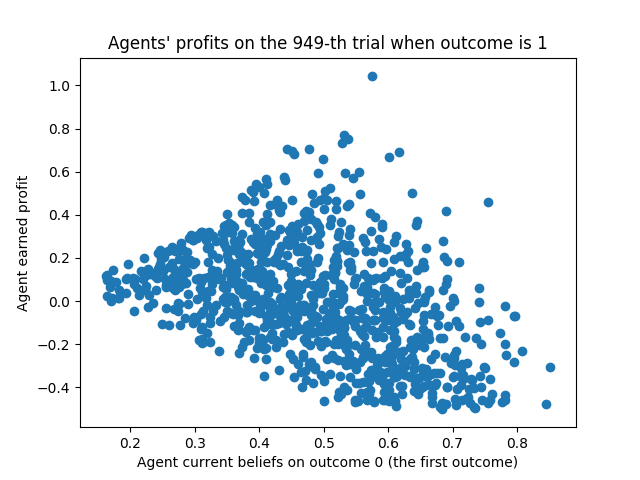 Agents' profits on the 949-th trial when outcome is 1
1.0
0.8
0.6
0.4
0.2
0.0
−0.2
−0.4
Agent earned profit
0.2 0.3 0.4 0.5 0.6 0.7 0.8
Agent current beliefs on outcome 0 (the first outcome)